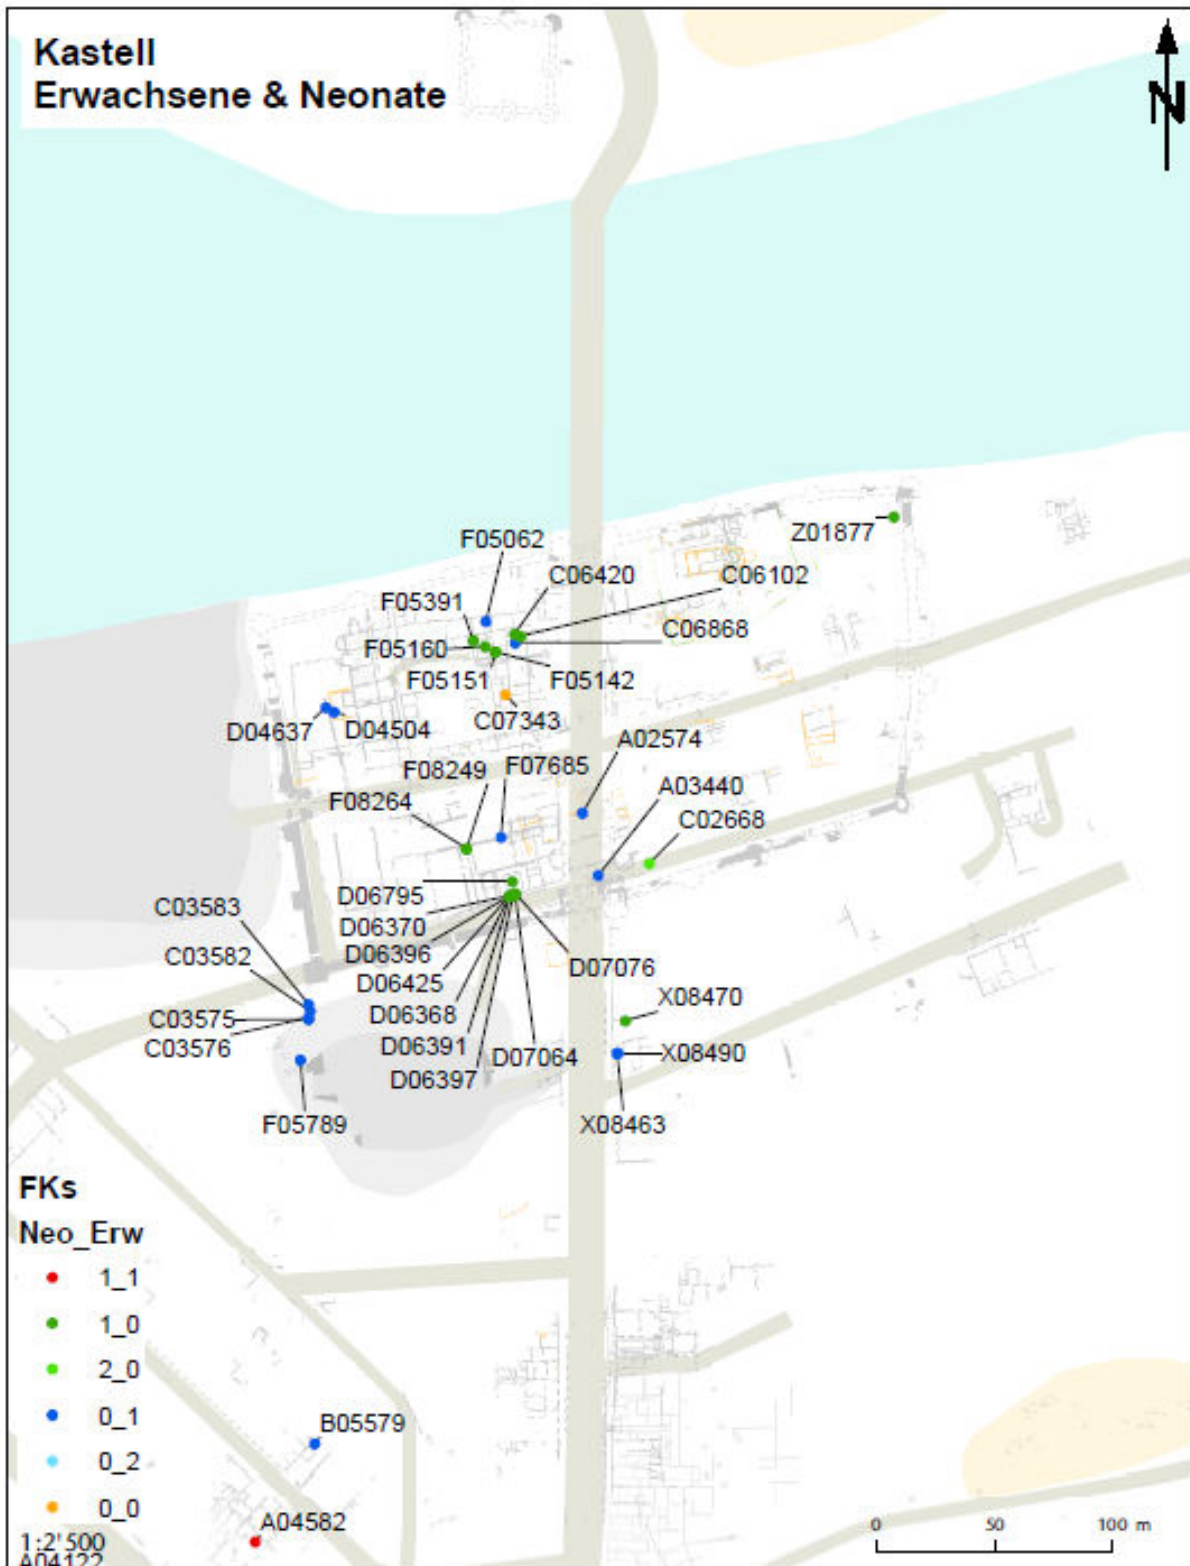 Kastell
Erwachsene & Neonate
N
Z01877
F05062
C06420
C06102
F05391
C06868
F05160
F05151
F05142
C07343
D04637
D04504
A02574
F08249
F07685
A03440
F08264
C02668
D06795
C03583
D06370
D06396
C03582
D07076
D06425
X08470
C03575
D06368
C03576
D06391
D07064
X08490
D06397
F05789
X08463
FKs
Neo_Erw
1_1
1_0
2_0
0_1
0_2
0_0
B05579
A04582
1:2'500
A04122
0 50 100 m